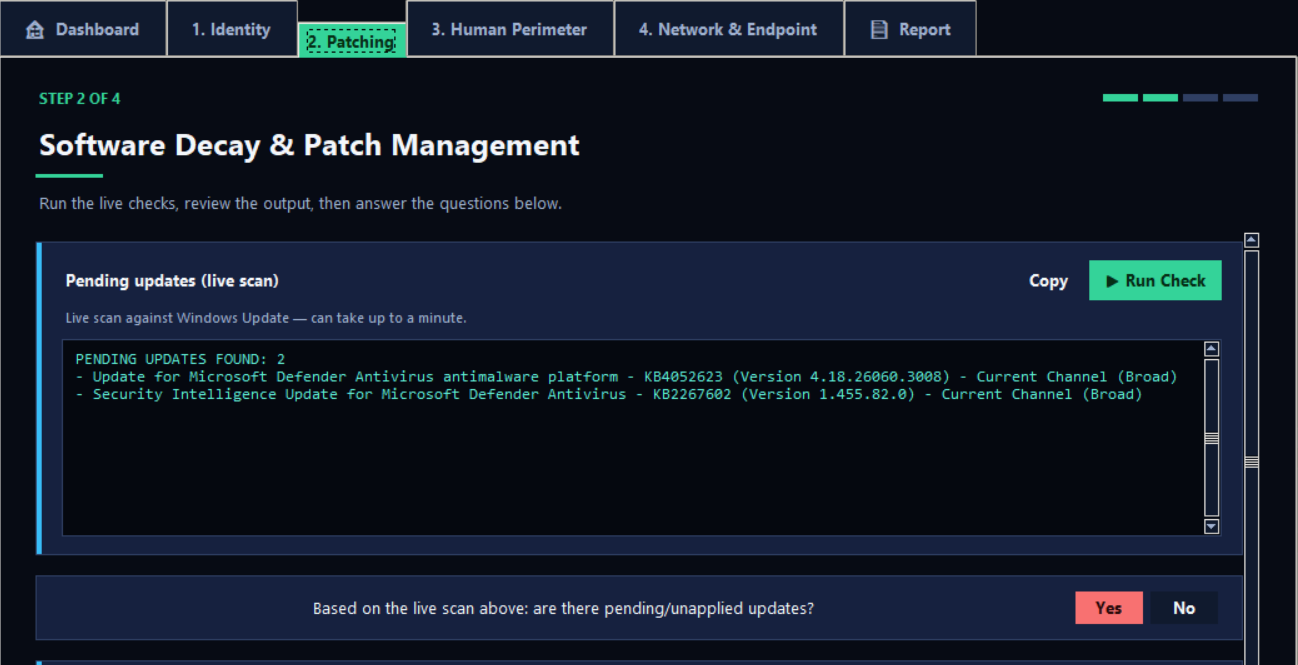 Dashboard
1. Identity
2. Patching
3. Human Perimeter
4. Network & Endpoint
Report
STEP 2 OF 4
Software Decay & Patch Management
Run the live checks, review the output, then answer the questions below.
Pending updates (live scan)
Copy
Run Check
Live scan against Windows Update — can take up to a minute.
PENDING UPDATES FOUND: 2
- Update for Microsoft Defender Antivirus antimalware platform - KB4052623 (Version 4.18.26060.3008) - Current Channel (Broad)
- Security Intelligence Update for Microsoft Defender Antivirus - KB2267602 (Version 1.455.82.0) - Current Channel (Broad)
Based on the live scan above: are there pending/unapplied updates?
Yes
No